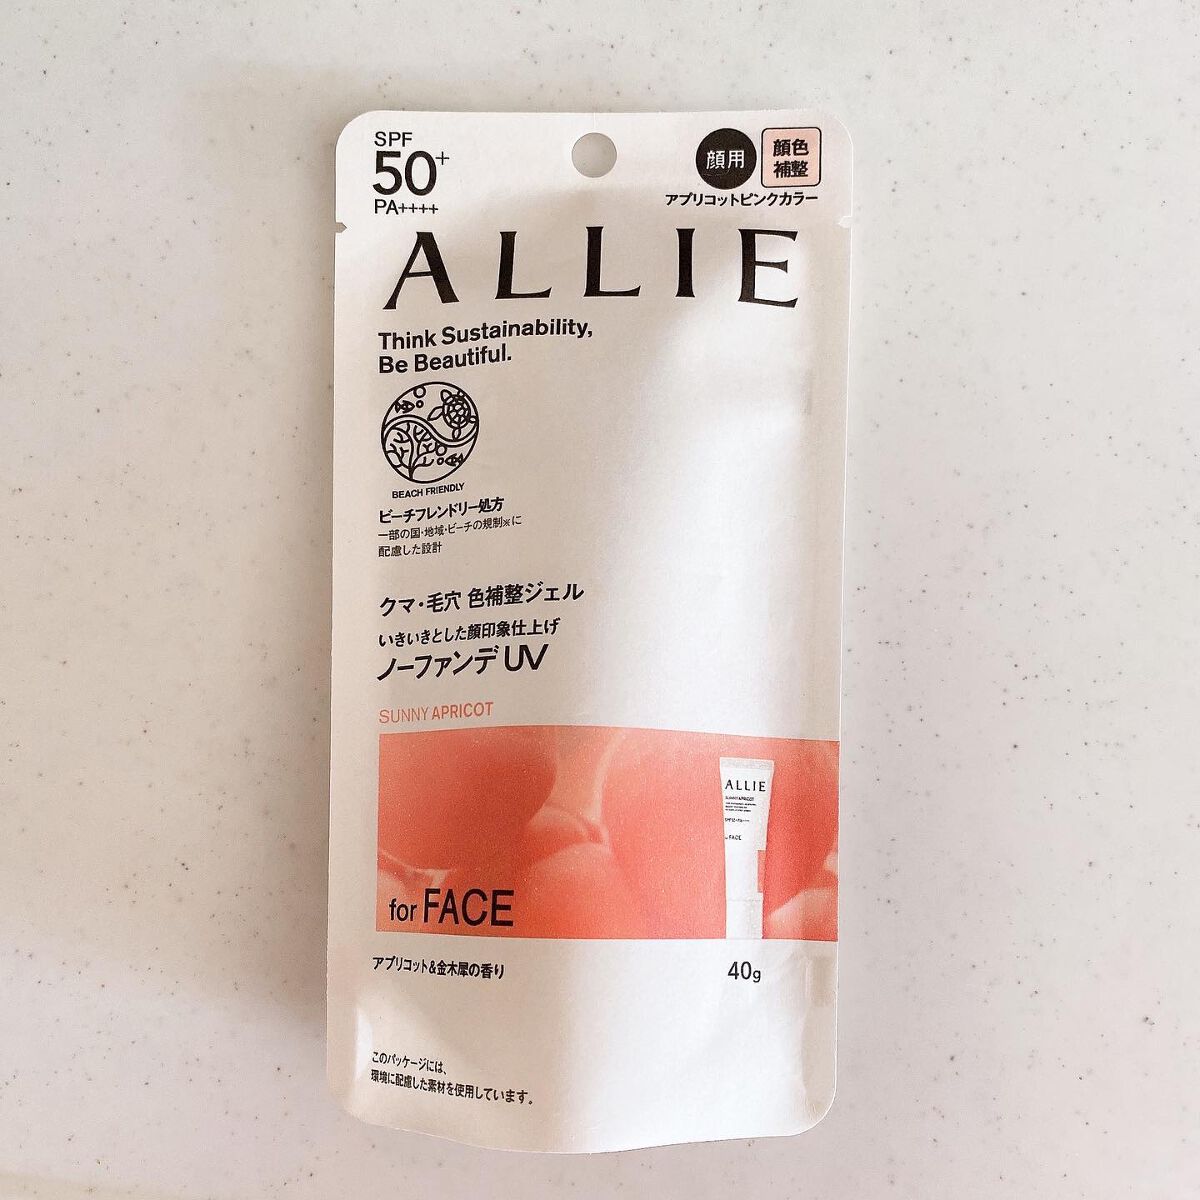 SPF
50+
PA++++
顔用
顔色
補整
アプリコットピンクカラー
ALLIE
Think Sustainability,
Be Beautiful.
BEACH FRIENDLY
ビーチフレンドリー処方
一部の国・地域・ビーチの規制※に
配慮した設計
クマ・毛穴 色補整ジェル
いきいきとした顔印象仕上げ
ノーファンデUV
SUNNY APRICOT
ALLIE
SUNNY APRICOT
FACE
for FACE
アプリコット&金木犀の香り
40g
このパッケージには、
環境に配慮した素材を使用しています。